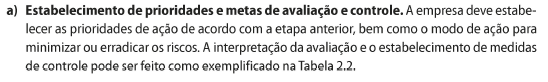 a) Estabelecimento de prioridades e metas de avaliação e controle. A empresa deve estabe-
lecer as prioridades de ação de acordo com a etapa anterior, bem como o modo de ação para
minimizar ou erradicar os riscos. A interpretação da avaliação e o estabelecimento de medidas
de controle pode ser feito como exemplificado na Tabela 2.2.